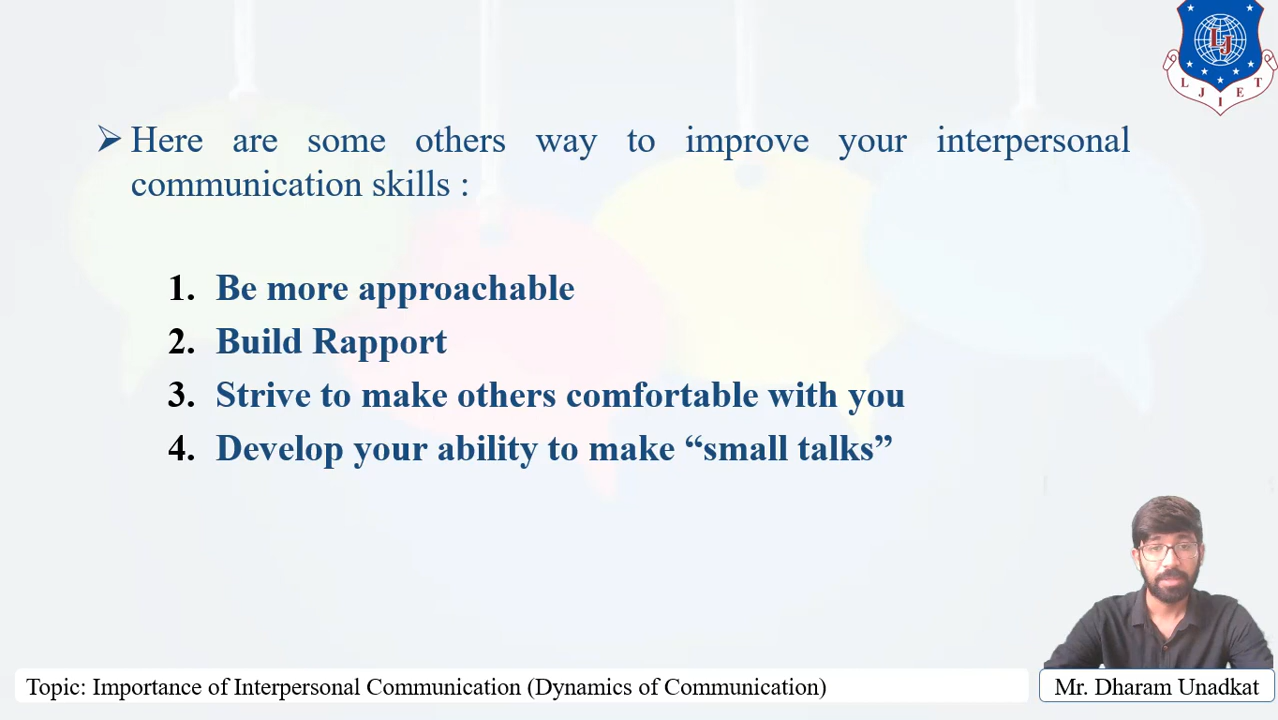 LJIET
➢ Here are some others way to improve your interpersonal
communication skills :
1. Be more approachable
2. Build Rapport
3. Strive to make others comfortable with you
4. Develop your ability to make “small talks”
Topic: Importance of Interpersonal Communication (Dynamics of Communication)
Mr. Dharam Unadkat